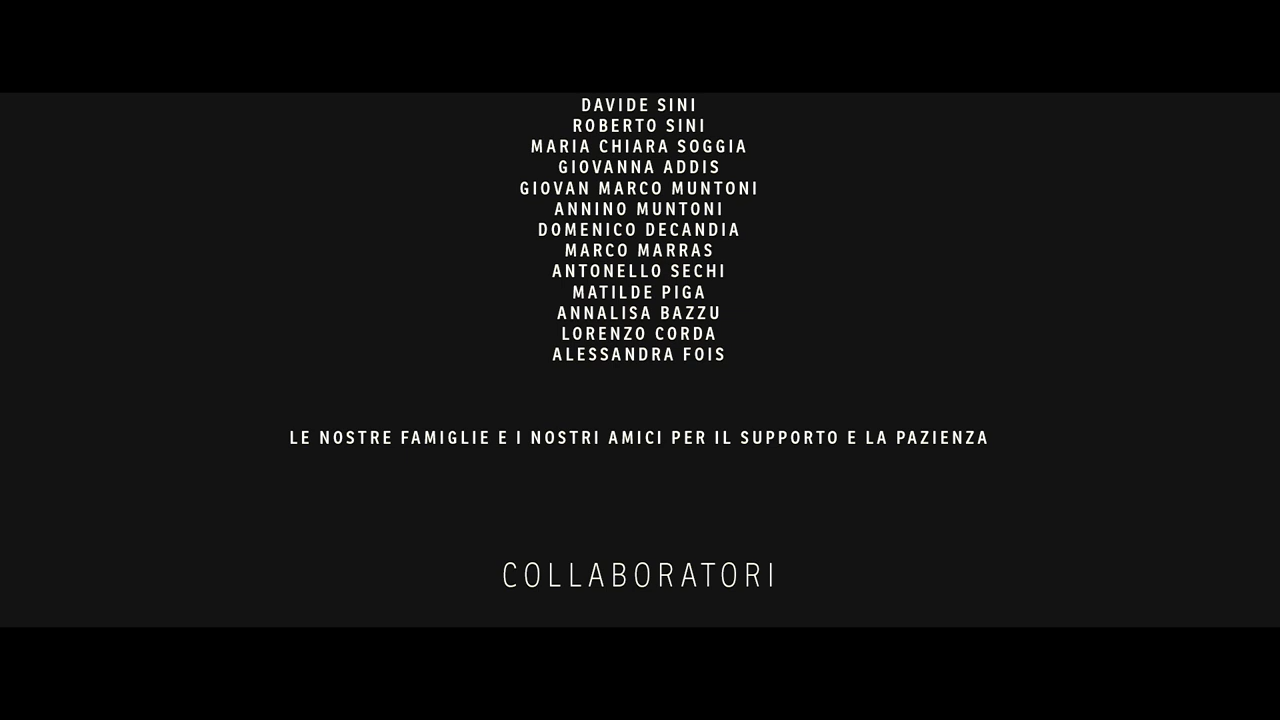 DAVIDE SINI
ROBERTO SINI
MARIA CHIARA SOGGIA
GIOVANNA ADDIS
GIOVAN MARCO MUNTONI
ANNINO MUNTONI
DOMENICO DECANDIA
MARCO MARRAS
ANTONELLO SECHI
MATILDE PIGA
ANNALISA BAZZU
LORENZO CORDA
ALESSANDRA FOIS
LE NOSTRE FAMIGLIE E I NOSTRI AMICI PER IL SUPPORTO E LA PAZIENZA
COLLABORATORI